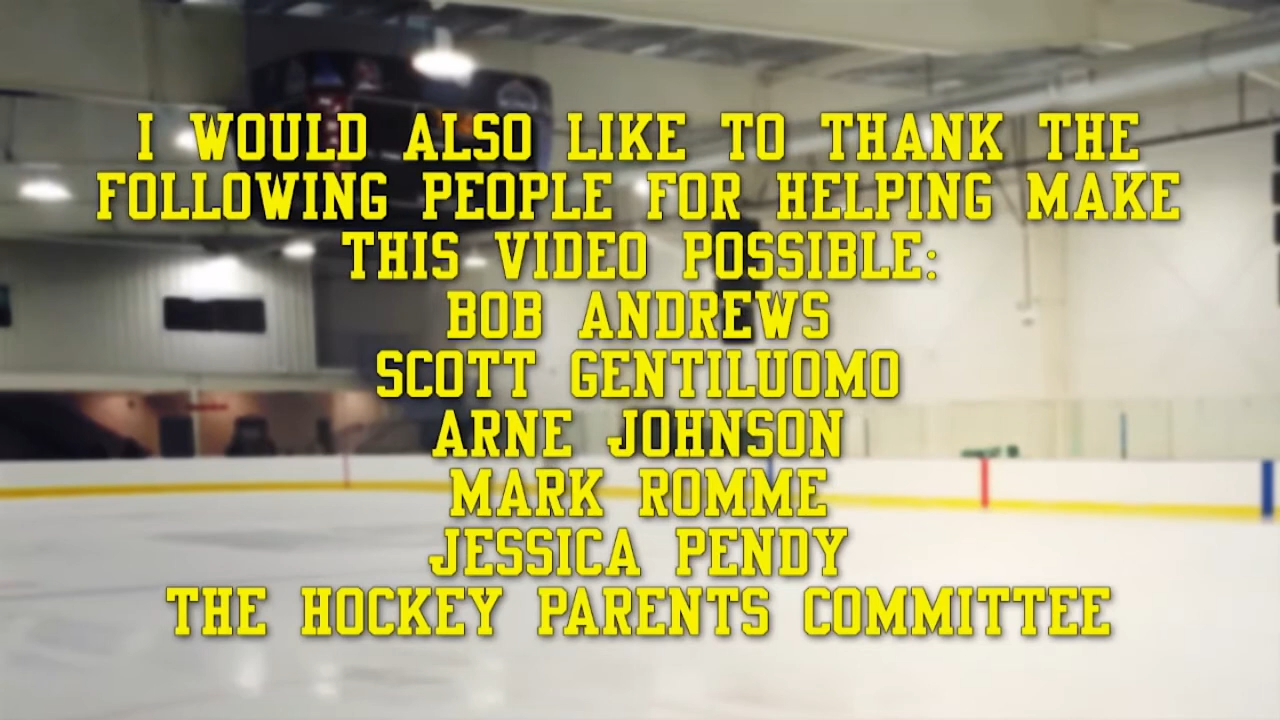 I WOULD ALSO LIKE TO THANK THE
FOLLOWING PEOPLE FOR HELPING MAKE
THIS VIDEO POSSIBLE:
BOB ANDREWS
SCOTT GENTILUOMO
ARNE JOHNSON
MARK ROMME
JESSICA PENDY
THE HOCKEY PARENTS COMMITTEE